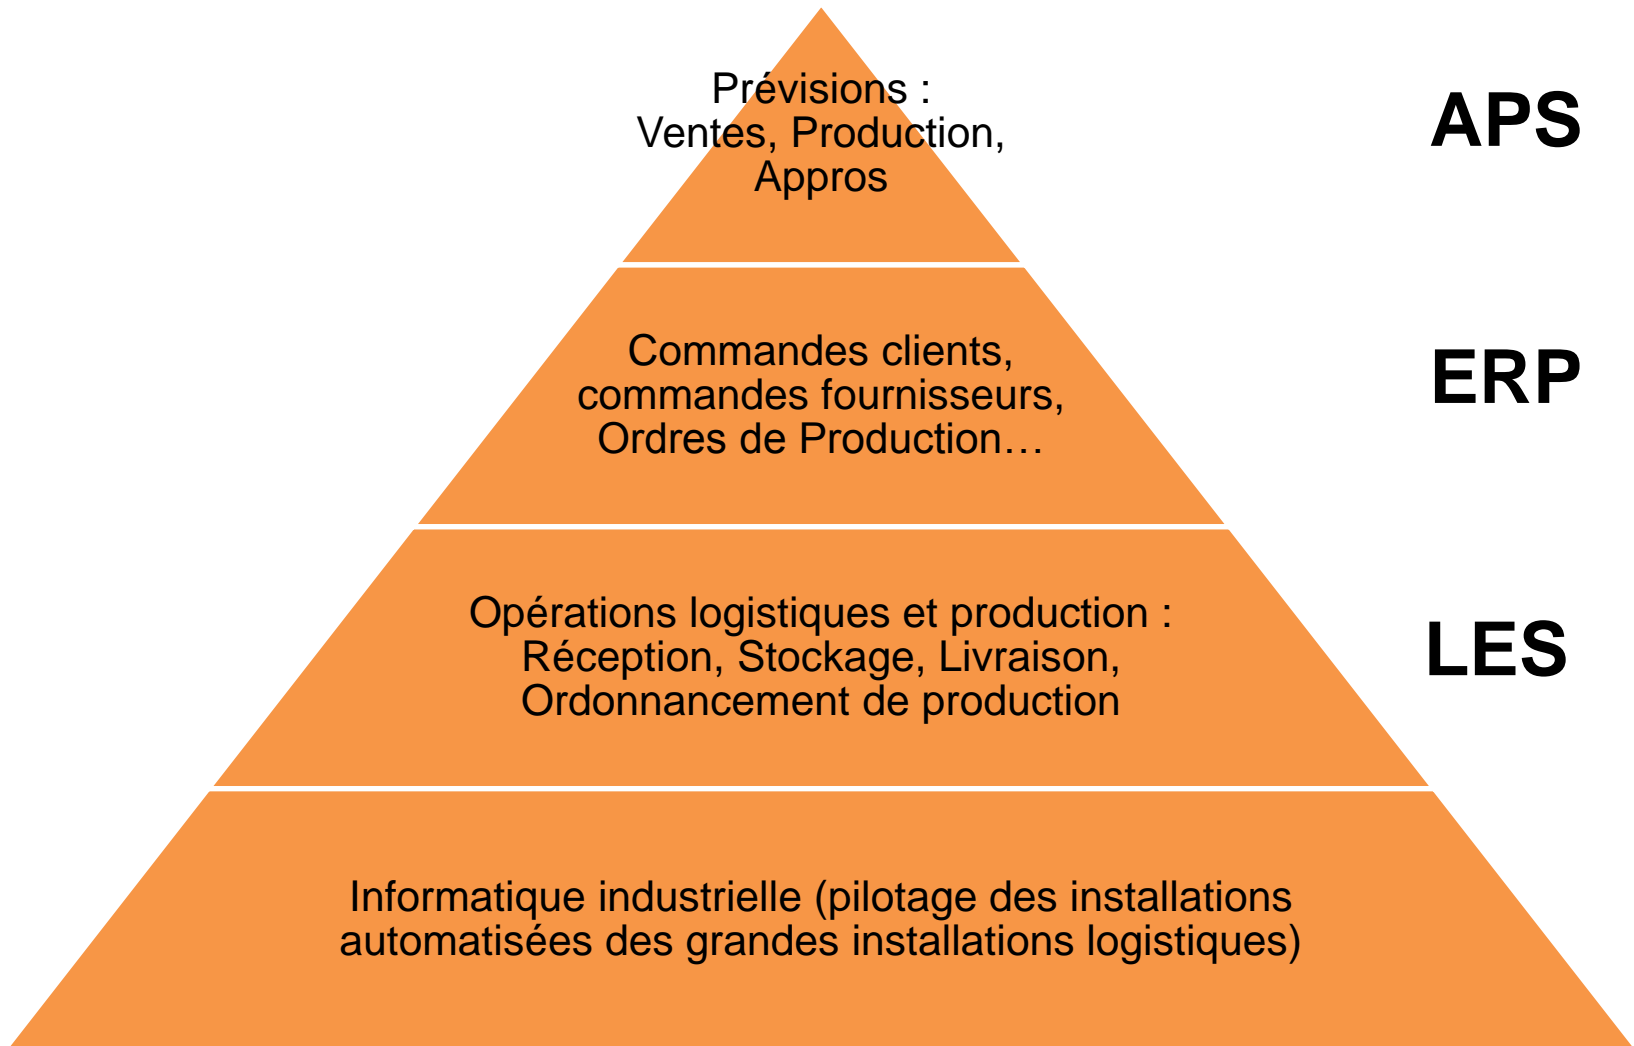 Prévisions :
Ventes, Production,
Appros
APS
Commandes clients,
commandes fournisseurs,
Ordres de Production…
ERP
Opérations logistiques et production :
Réception, Stockage, Livraison,
Ordonnancement de production
LES
Informatique industrielle (pilotage des installations
automatisées des grandes installations logistiques)